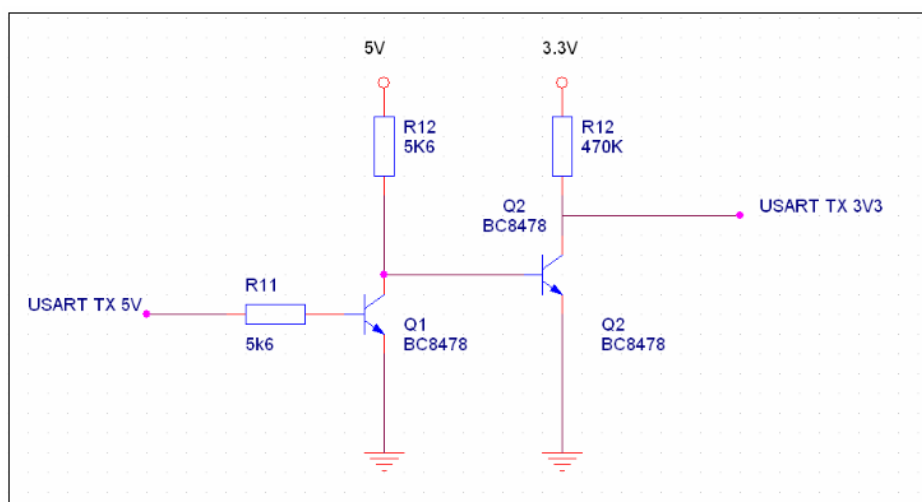 5V
3.3V
R12
5K6
R12
470K
Q2
BC8478
USART TX 3V3
R11
USART TX 5V
5k6
Q1
BC8478
Q2
BC8478